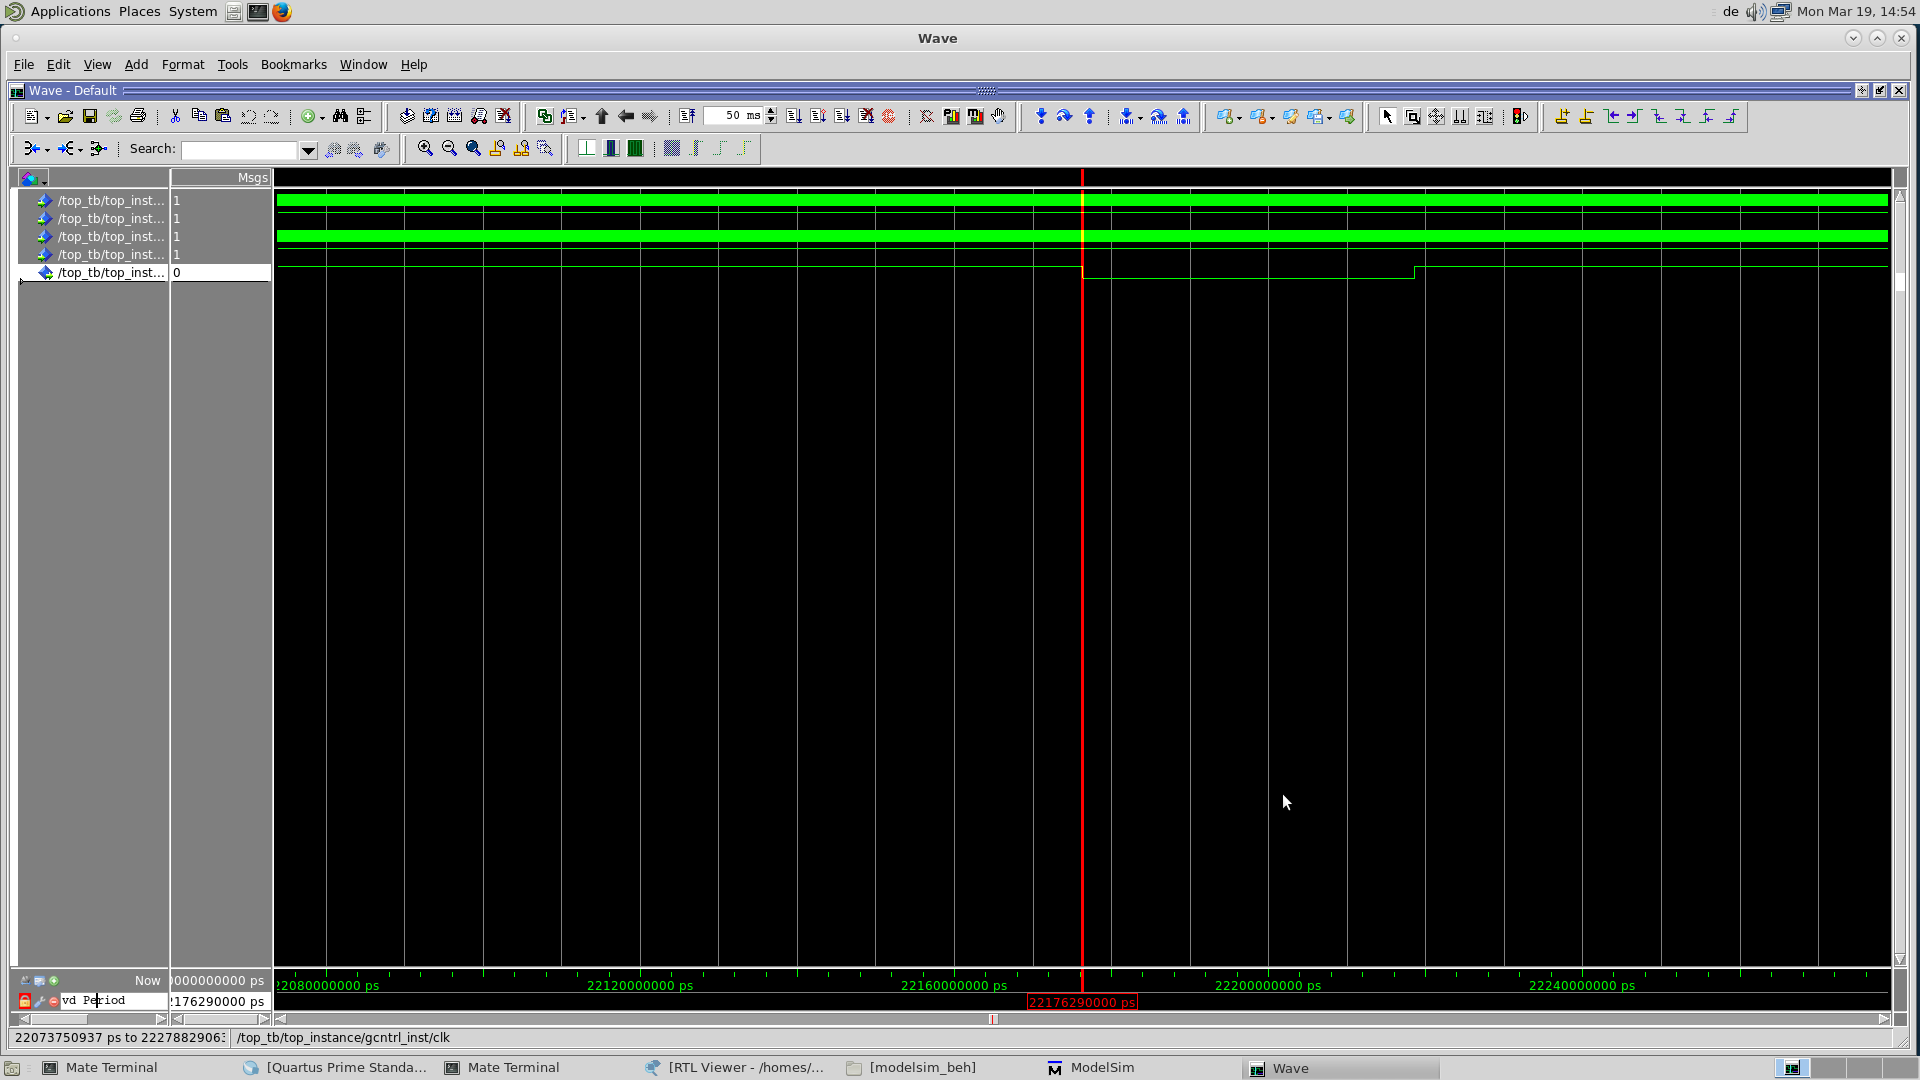 Applications Places System de Mon Mar 19, 14:54
Wave
File Edit View Add Format Tools Bookmarks Window Help
Wave - Default
50 ms
Search:
Msgs
/top_tb/top_inst... 1
/top_tb/top_inst... 1
/top_tb/top_inst... 1
/top_tb/top_inst... 1
/top_tb/top_inst... 0
Now 000000000 ps 2080000000 ps 22120000000 ps 22160000000 ps 22200000000 ps 22240000000 ps
vd Period 2176290000 ps 22176290000 ps
22073750937 ps to 2227882906 /top_tb/top_instance/gcntrl_inst/clk
Mate Terminal [Quartus Prime Standa... Mate Terminal [RTL Viewer - /homes/... [modelsim_beh] ModelSim Wave